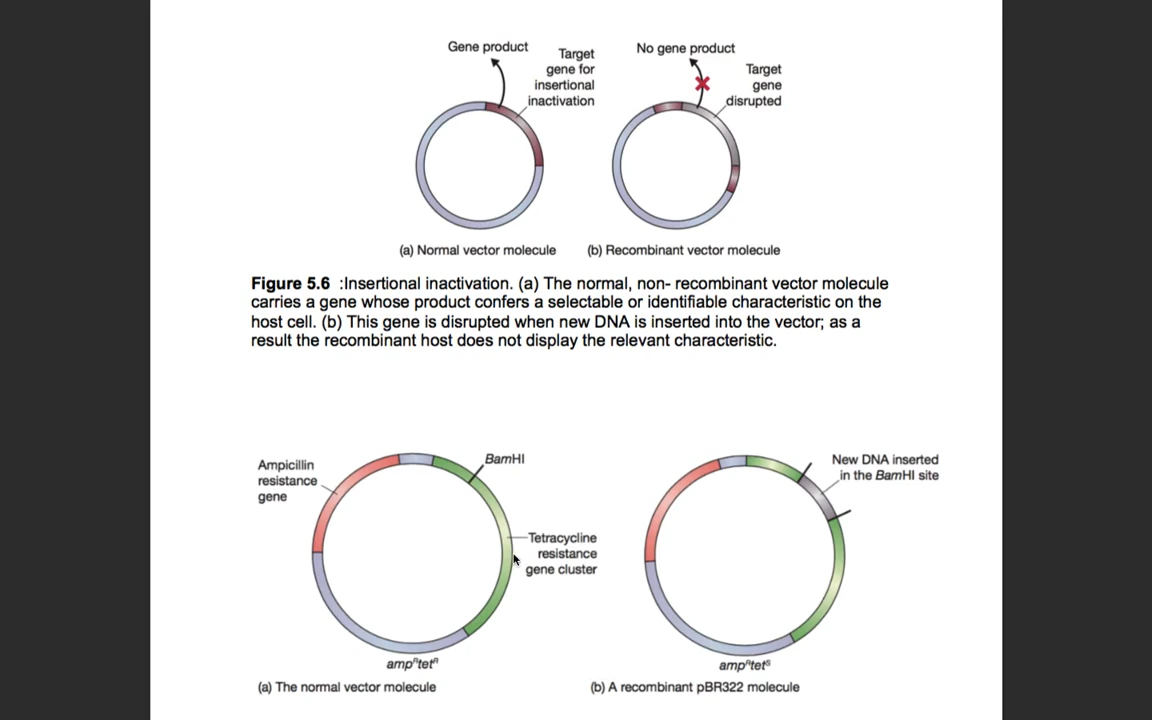 Gene product
Target
gene for
insertional
inactivation
No gene product
Target
gene
disrupted
(a) Normal vector molecule
(b) Recombinant vector molecule
Figure 5.6 :Insertional inactivation. (a) The normal, non- recombinant vector molecule
carries a gene whose product confers a selectable or identifiable characteristic on the
host cell. (b) This gene is disrupted when new DNA is inserted into the vector; as a
result the recombinant host does not display the relevant characteristic.
Ampicillin
resistance
gene
BamHI
Tetracycline
resistance
gene cluster
ampᴿtetᴿ
(a) The normal vector molecule
New DNA inserted
in the BamHI site
ampᴿtetˢ
(b) A recombinant pBR322 molecule